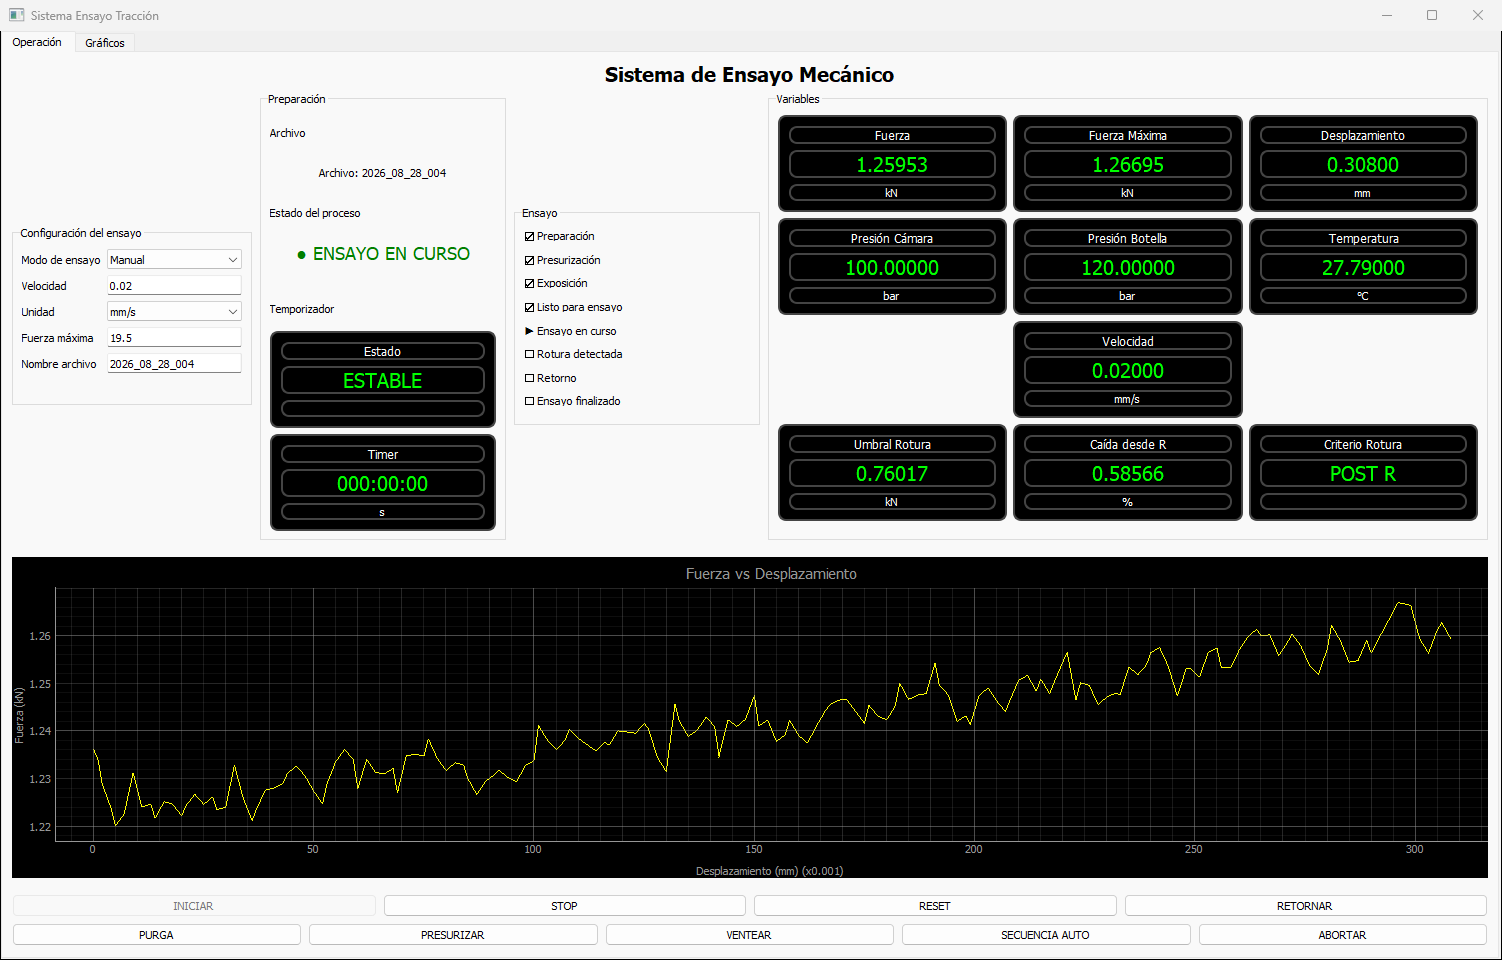 Sistema Ensayo Tracción
Operación
Gráficos
Sistema de Ensayo Mecánico
Configuración del ensayo
Modo de ensayo
Manual
Velocidad
0.02
Unidad
mm/s
Fuerza máxima
19.5
Nombre archivo
2026_08_28_004
Preparación
Archivo
Archivo: 2026_08_28_004
Estado del proceso
● ENSAYO EN CURSO
Temporizador
Estado
ESTABLE
Timer
000:00:00
s
Ensayo
Preparación
Presurización
Exposición
Listo para ensayo
Ensayo en curso
Rotura detectada
Retorno
Ensayo finalizado
Variables
Fuerza
1.25953
kN
Fuerza Máxima
1.26695
kN
Desplazamiento
0.30800
mm
Presión Cámara
100.00000
bar
Presión Botella
120.00000
bar
Temperatura
27.79000
°C
Velocidad
0.02000
mm/s
Umbral Rotura
0.76017
kN
Caída desde R
0.58566
%
Criterio Rotura
POST R
Fuerza vs Desplazamiento
Fuerza (kN)
1.26
1.25
1.24
1.23
1.22
0
50
100
150
200
250
300
Desplazamiento (mm) (x0.001)
INICIAR
STOP
RESET
RETORNAR
PURGA
PRESURIZAR
VENTEAR
SECUENCIA AUTO
ABORTAR